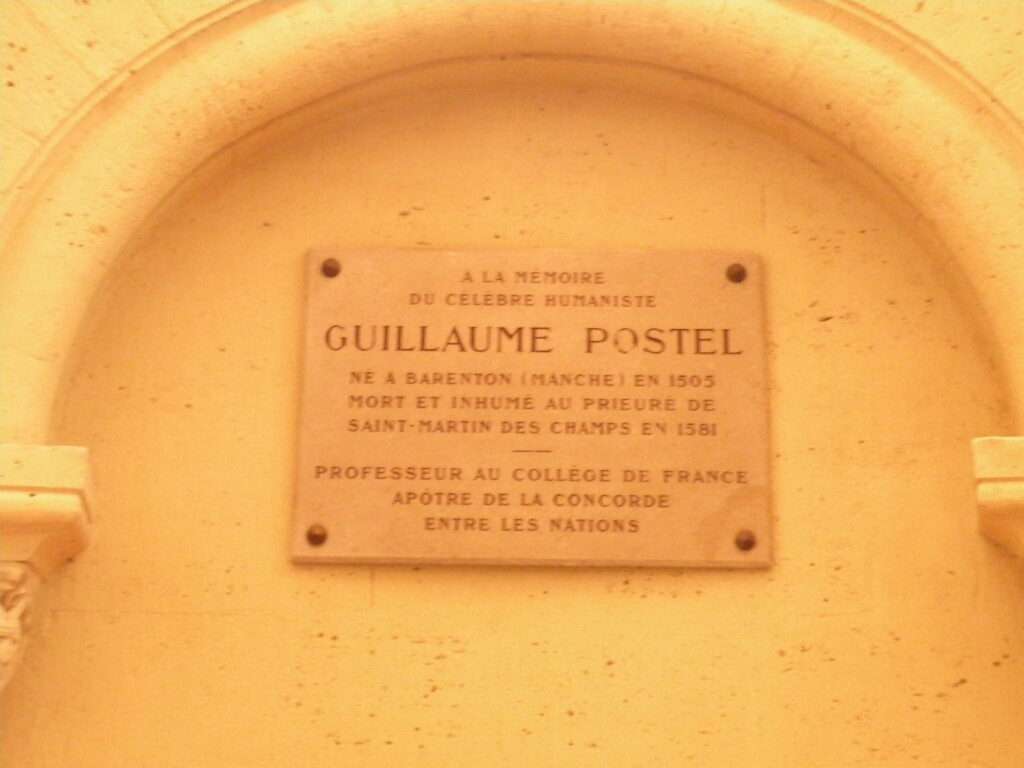 A LA MÉMOIRE
DU CÉLÈBRE HUMANISTE
GUILLAUME POSTEL
NÉ A BARENTON (MANCHE) EN 1505
MORT ET INHUMÉ AU PRIEURÉ DE
SAINT-MARTIN DES CHAMPS EN 1581
PROFESSEUR AU COLLÈGE DE FRANCE
APÔTRE DE LA CONCORDE
ENTRE LES NATIONS